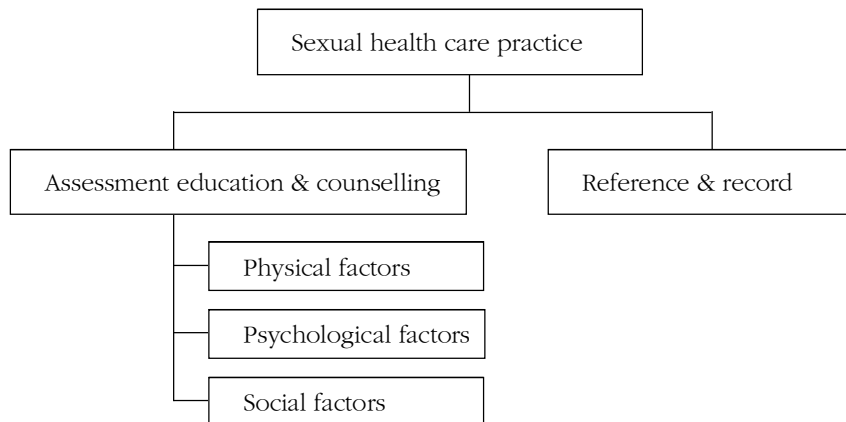 Sexual health care practice
Assessment education & counselling
Reference & record
Physical factors
Psychological factors
Social factors